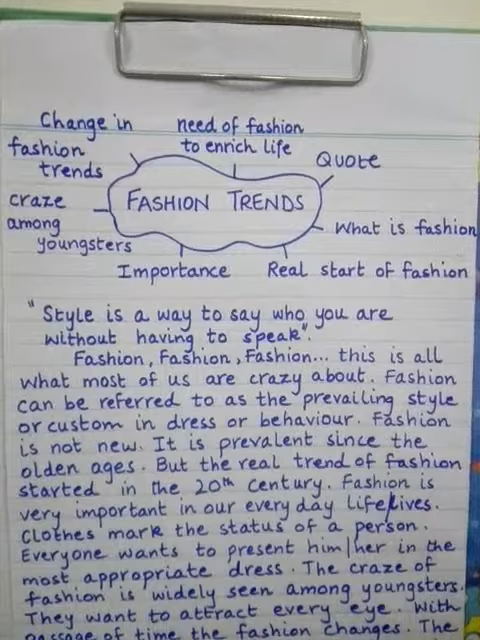 Change in
fashion
trends
need of fashion
to enrich life
Quote
craze
among
youngsters
FASHION TRENDS
What is fashion
Importance
Real start of fashion
"Style is a way to say who you are
without having to speak".
Fashion, Fashion, Fashion... this is all
what most of us are crazy about. Fashion
can be referred to as the prevailing style
or custom in dress or behaviour. Fashion
is not new. It is prevalent since the
olden ages. But the real trend of fashion
started in the 20th century. Fashion is
very important in our every day life/lives.
Clothes mark the status of a person.
Everyone wants to present him/her in the
most appropriate dress. The craze of
fashion is widely seen among youngsters.
They want to attract every eye. With
passage of time the fashion changes. The